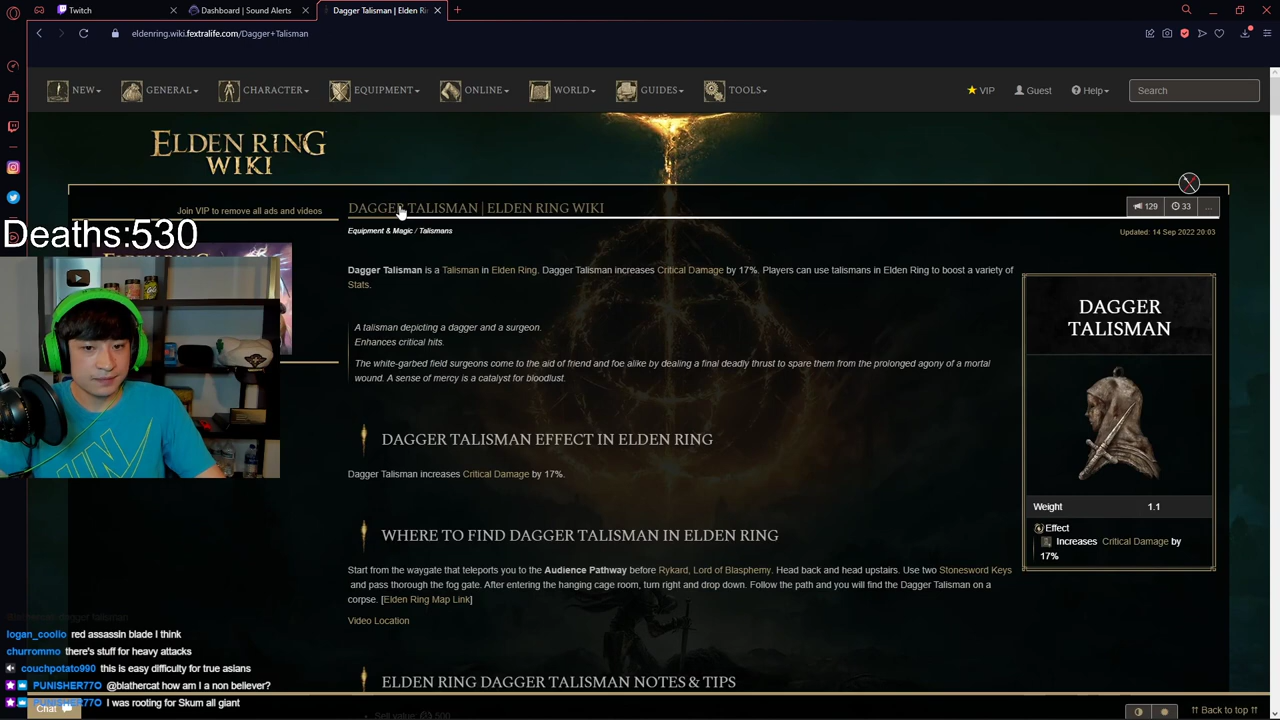 Twitch
Dashboard | Sound Alerts
Dagger Talisman | Elden Ri
eldenring.wiki.fextralife.com/Dagger+Talisman
NEW
GENERAL
CHARACTER
EQUIPMENT
ONLINE
WORLD
GUIDES
TOOLS
VIP
Guest
Help
Search
ELDEN RING
WIKI
Join VIP to remove all ads and videos
Deaths:530
DAGGER TALISMAN | ELDEN RING WIKI
129
33
...
Equipment & Magic / Talismans
Updated: 14 Sep 2022 20:03
Dagger Talisman is a Talisman in Elden Ring. Dagger Talisman increases Critical Damage by 17%. Players can use talismans in Elden Ring to boost a variety of
Stats.
A talisman depicting a dagger and a surgeon.
Enhances critical hits.
The white-garbed field surgeons come to the aid of friend and foe alike by dealing a final deadly thrust to spare them from the prolonged agony of a mortal
wound. A sense of mercy is a catalyst for bloodlust.
DAGGER TALISMAN EFFECT IN ELDEN RING
Dagger Talisman increases Critical Damage by 17%.
WHERE TO FIND DAGGER TALISMAN IN ELDEN RING
Start from the waygate that teleports you to the Audience Pathway before Rykard, Lord of Blasphemy. Head back and head upstairs. Use two Stonesword Keys
and pass thorough the fog gate. After entering the hanging cage room, turn right and drop down. Follow the path and you will find the Dagger Talisman on a
corpse. [Elden Ring Map Link]
Video Location
ELDEN RING DAGGER TALISMAN NOTES & TIPS
Sell value: 500
DAGGER
TALISMAN
Weight
1.1
Effect
Increases Critical Damage by
17%
dagger talisman
logan_coolio red assassin blade I think
churrommo there's stuff for heavy attacks
couchpotato990 this is easy difficulty for true asians
PUNISHER77O @blathercat how am I a non believer?
PUNISHER77O I was rooting for Skum all giant
Chat
Back to top